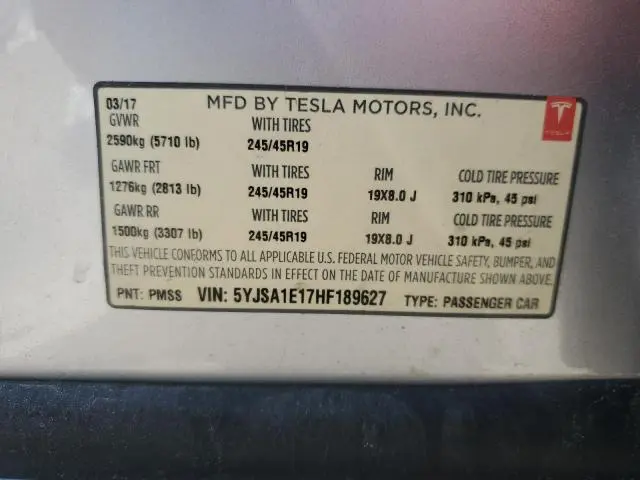 03/17 MFD BY TESLA MOTORS, INC.
GVWR WITH TIRES
2590kg (5710 lb) 245/45R19
GAWR FRT WITH TIRES RIM COLD TIRE PRESSURE
1276kg (2813 lb) 245/45R19 19X8.0 J 310 kPa, 45 psi
GAWR RR WITH TIRES RIM COLD TIRE PRESSURE
1500kg (3307 lb) 245/45R19 19X8.0 J 310 kPa, 45 psi
THIS VEHICLE CONFORMS TO ALL APPLICABLE U.S. FEDERAL MOTOR VEHICLE SAFETY, BUMPER, AND
THEFT PREVENTION STANDARDS IN EFFECT ON THE DATE OF MANUFACTURE SHOWN ABOVE.
PNT: PMSS VIN: 5YJSA1E17HF189627 TYPE: PASSENGER CAR
TESLA